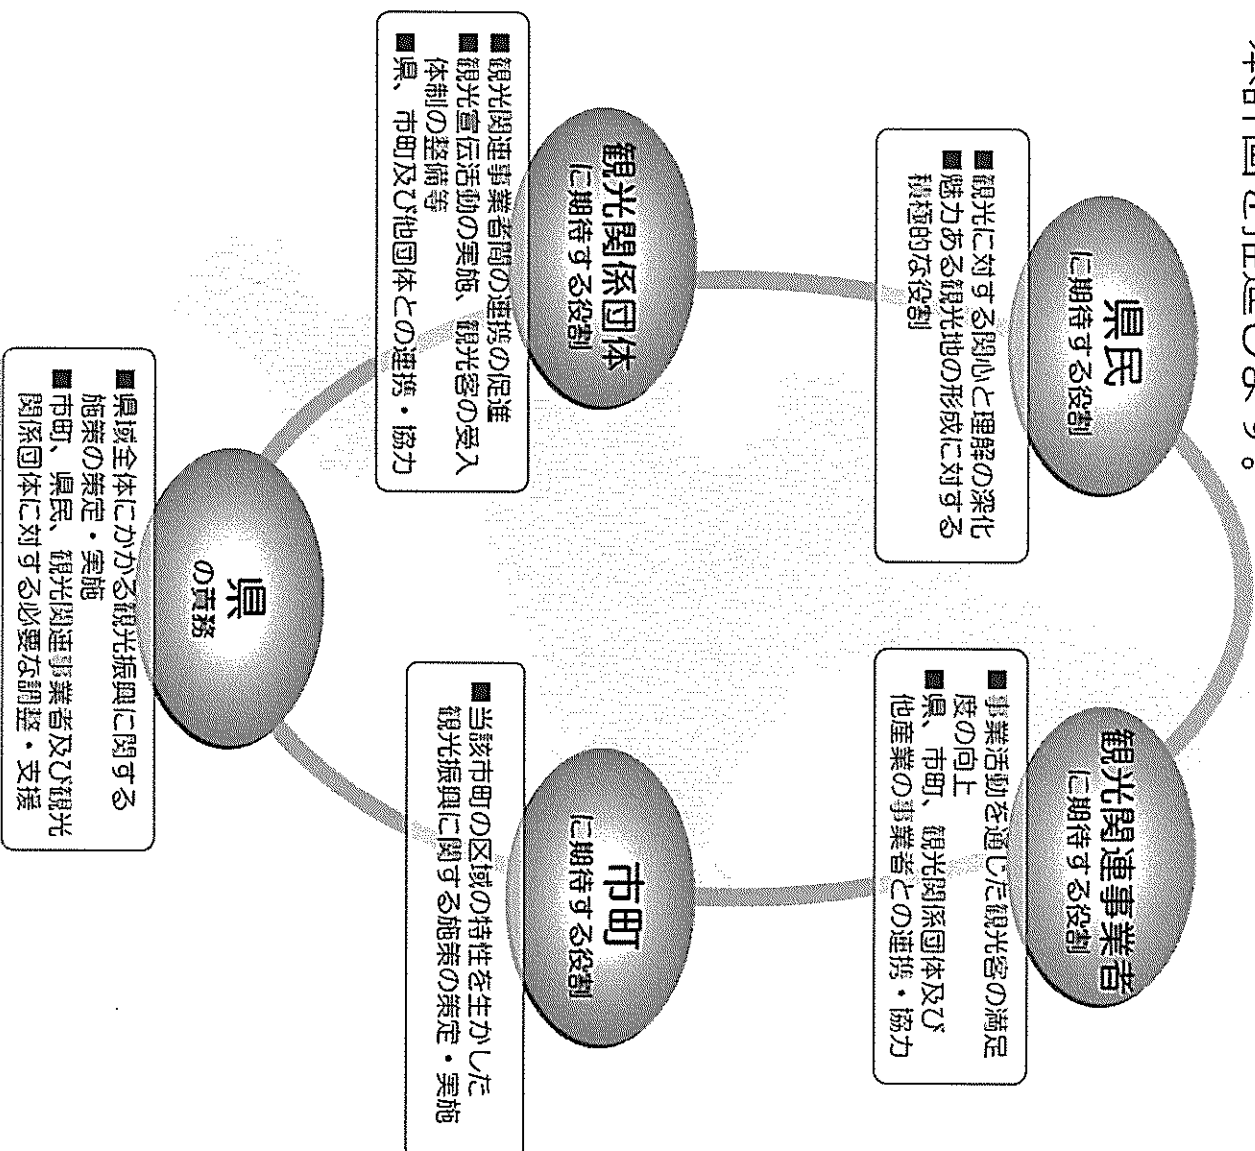 本計画を推進します。
県民
に期待する役割
■観光に対する関心と理解の深化
■魅力ある観光地の形成に対する
積極的な役割
観光関連事業者
に期待する役割
■事業活動を通じた観光客の満足
度の向上
■県、市町、観光関係団体及び
他産業の事業者との連携・協力
観光関係団体
に期待する役割
■観光関連事業者間の連携の促進
■観光宣伝活動の実施、観光客の受入
体制の整備等
■県、市町及び他団体との連携・協力
市町
に期待する役割
■当該市町の区域の特性を生かした
観光振興に関する施策の策定・実施
県
の責務
■県域全体にかかる観光振興に関する
施策の策定・実施
■市町、県民、観光関連事業者及び観光
関係団体に対する必要な調整・支援